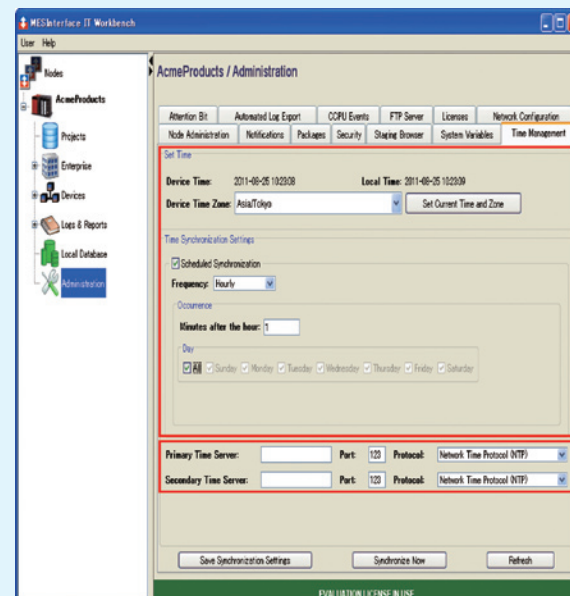 MESInterface IT Workbench
User Help
Nodes
AcmeProducts
Projects
Enterprise
Devices
Logs & Reports
Local Database
Administration
AcmeProducts / Administration
Attention Bit Automated Log Export CCPU Events FTP Server Licenses Network Configuration
Node Administration Notifications Packages Security Staging Browser System Variables Time Management
Set Time
Device Time: 2011-08-25 10:23:08 Local Time: 2011-08-25 10:23:09
Device Time Zone: Asia/Tokyo Set Current Time and Zone
Time Synchronization Settings
Scheduled Synchronization
Frequency: Hourly
Occurrence
Minutes after the hour: 1
Day
All Sunday Monday Tuesday Wednesday Thursday Friday Saturday
Primary Time Server: Port: 123 Protocol: Network Time Protocol (NTP)
Secondary Time Server: Port: 123 Protocol: Network Time Protocol (NTP)
Save Synchronization Settings Synchronize Now Refresh
EVALUATION LICENSE IN USE